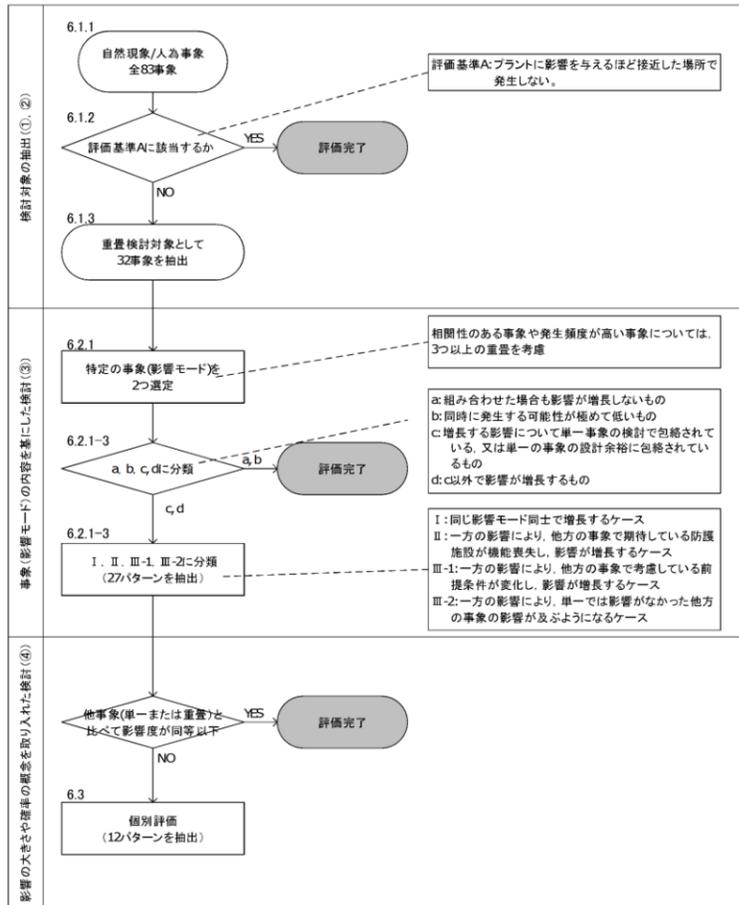 検討対象の抽出(①, ②)
6.1.1
自然現象/人為事象
全83事象
評価基準A:プラントに影響を与えるほど接近した場所で
発生しない。
6.1.2
評価基準Aに該当するか
YES
評価完了
NO
6.1.3
重畳検討対象として
32事象を抽出
事象(影響モード)の内容を基にした検討(③)
6.2.1
特定の事象(影響モード)を
2つ選定
相関性のある事象や発生頻度が高い事象については,
3つ以上の重畳を考慮
6.2.1-3
a, b, c,dに分類
a,b
評価完了
c,d
a:組み合わせた場合も影響が増長しないもの
b:同時に発生する可能性が極めて低いもの
c:増長する影響について単一事象の検討で包絡されて
いる, 又は単一の事象の設計余裕に包絡されてい
るもの
d:c以外で影響が増長するもの
6.2.1-3
Ⅰ, Ⅱ, Ⅲ-1, Ⅲ-2に分類
(27パターンを抽出)
Ⅰ:同じ影響モード同士で増長するケース
Ⅱ:一方の影響により, 他方の事象で期待している防護
施設が機能喪失し, 影響が増長するケース
Ⅲ-1:一方の影響により, 他方の事象で考慮している前
提条件が変化し, 影響が増長するケース
Ⅲ-2:一方の影響により, 単一では影響がなかった他方
の事象の影響が及ぶようになるケース
影響の大きさや確率の概念を取り入れた検討(④)
他事象(単一または重畳)と
比べて影響度が同等以下
YES
評価完了
NO
6.3
個別評価
(12パターンを抽出)